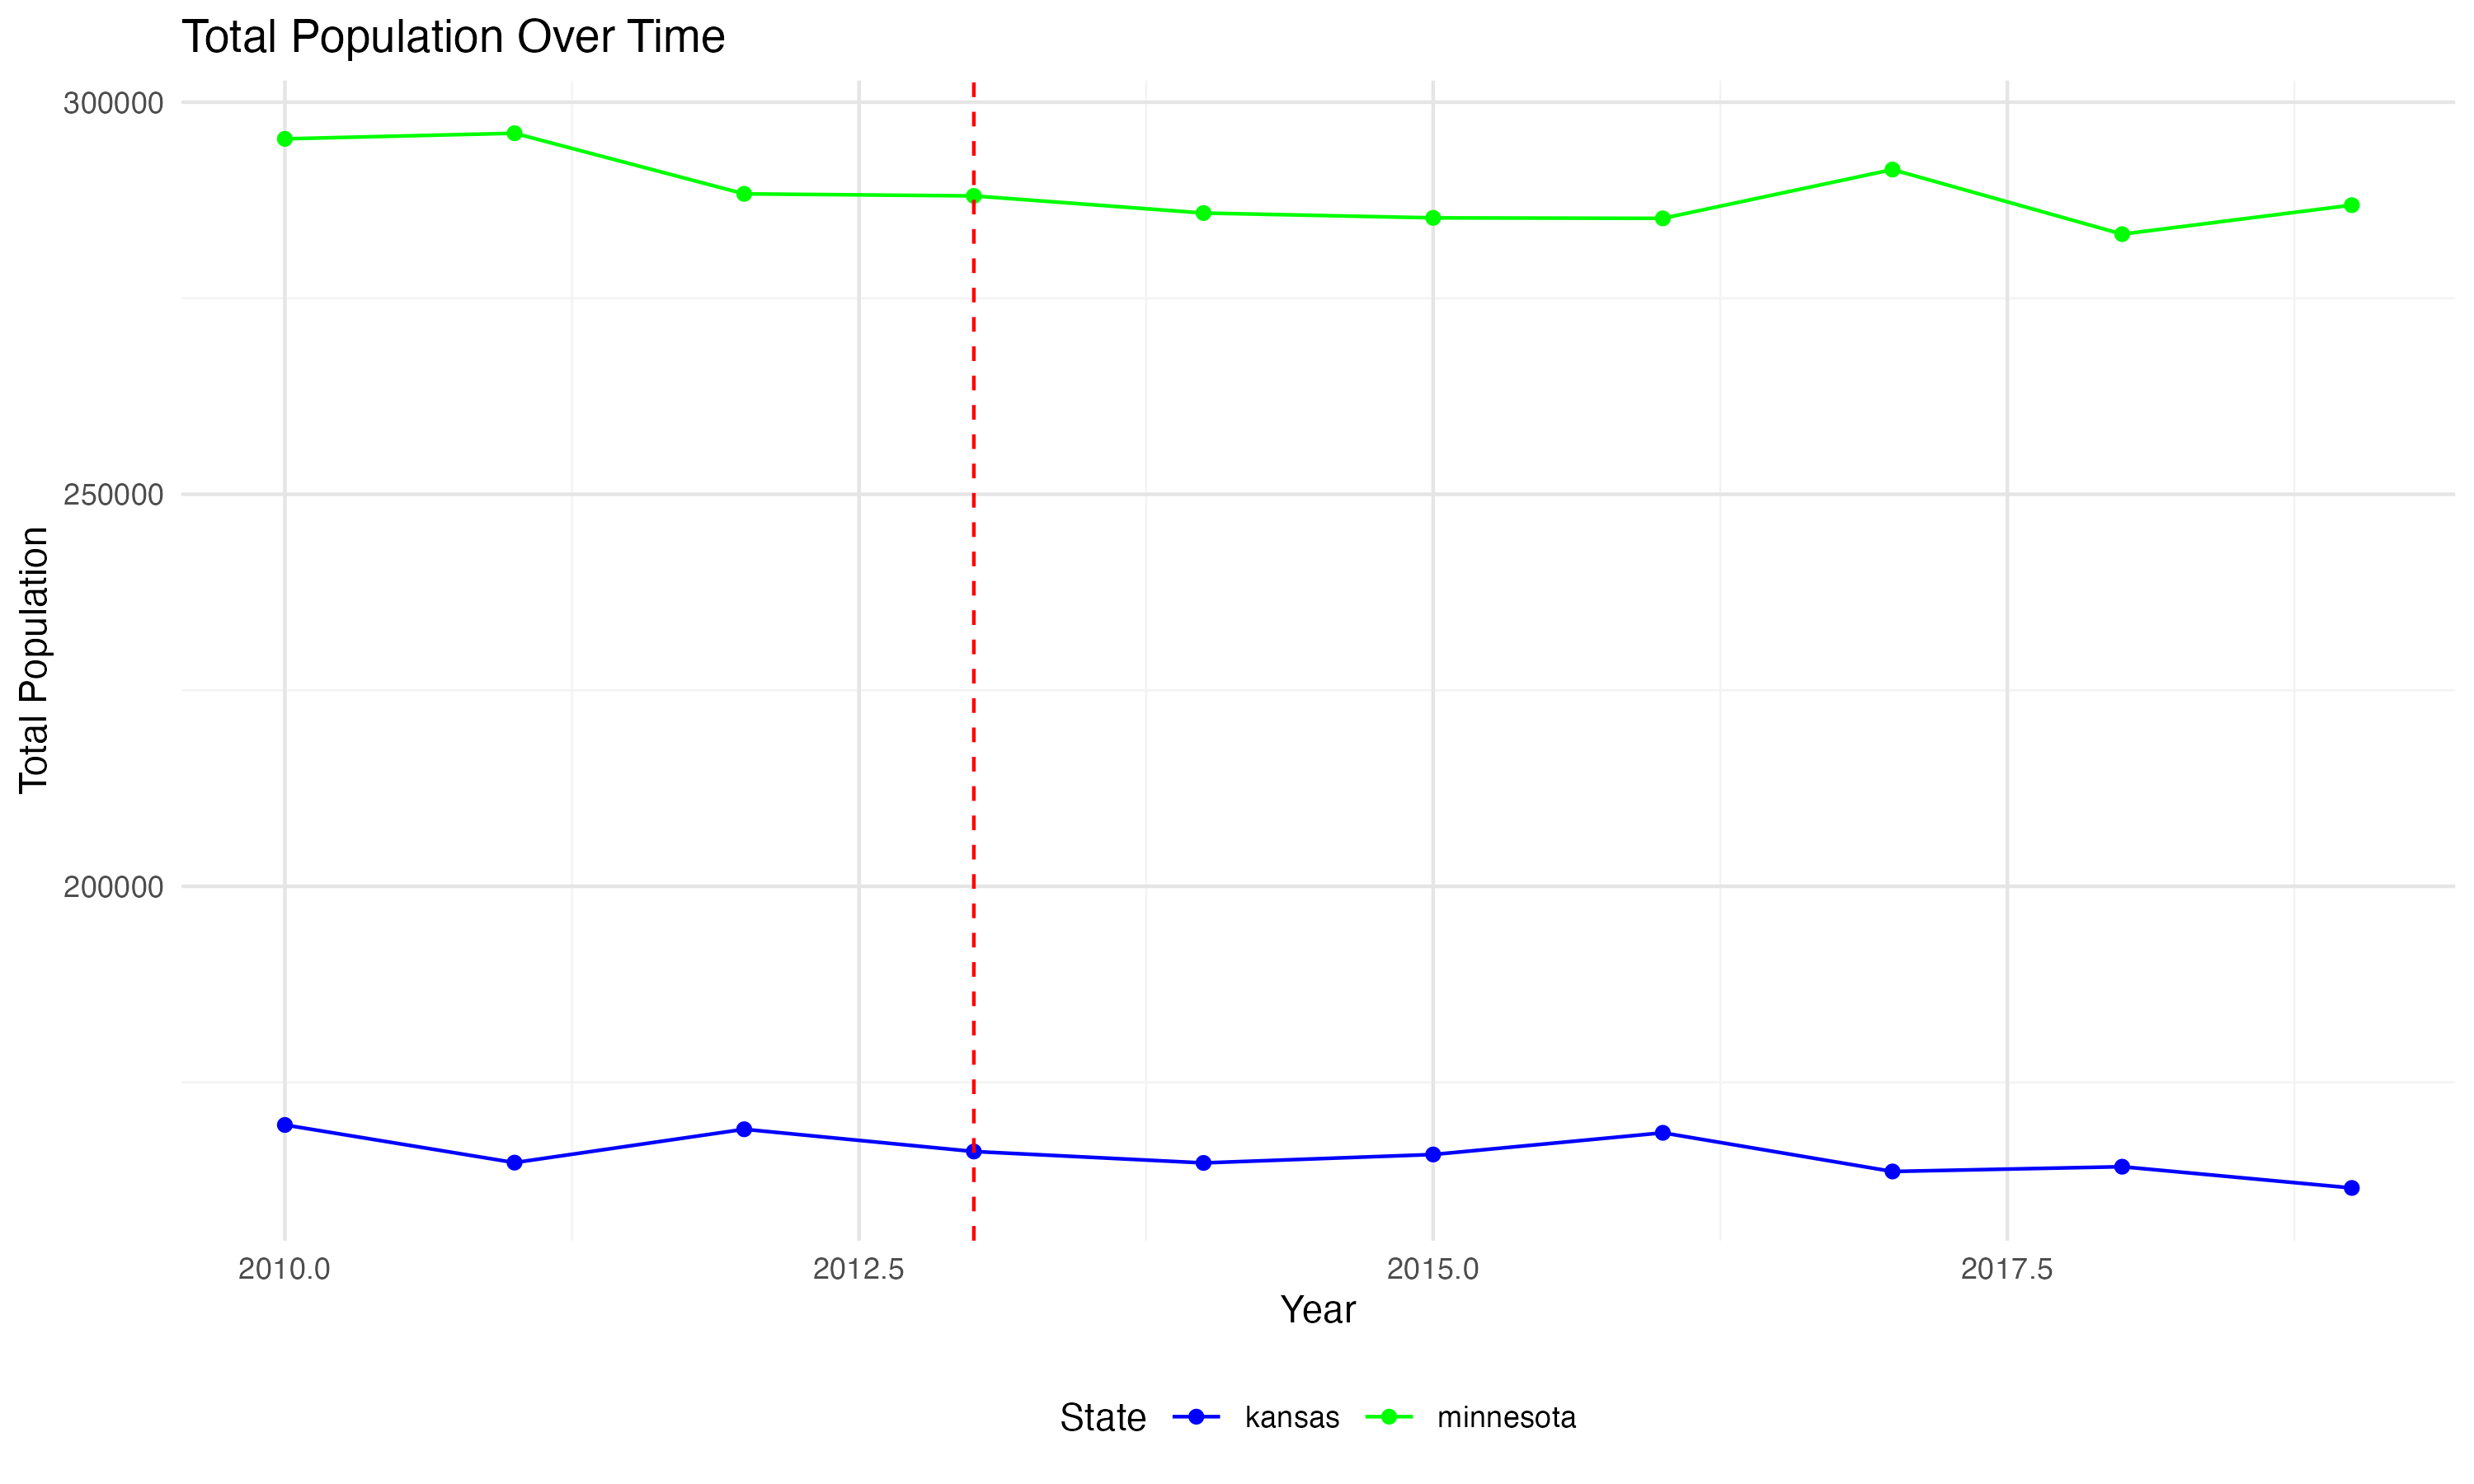 Total Population Over Time
300000
250000
200000
Total Population
2010.0 2012.5 2015.0 2017.5
Year
State kansas minnesota